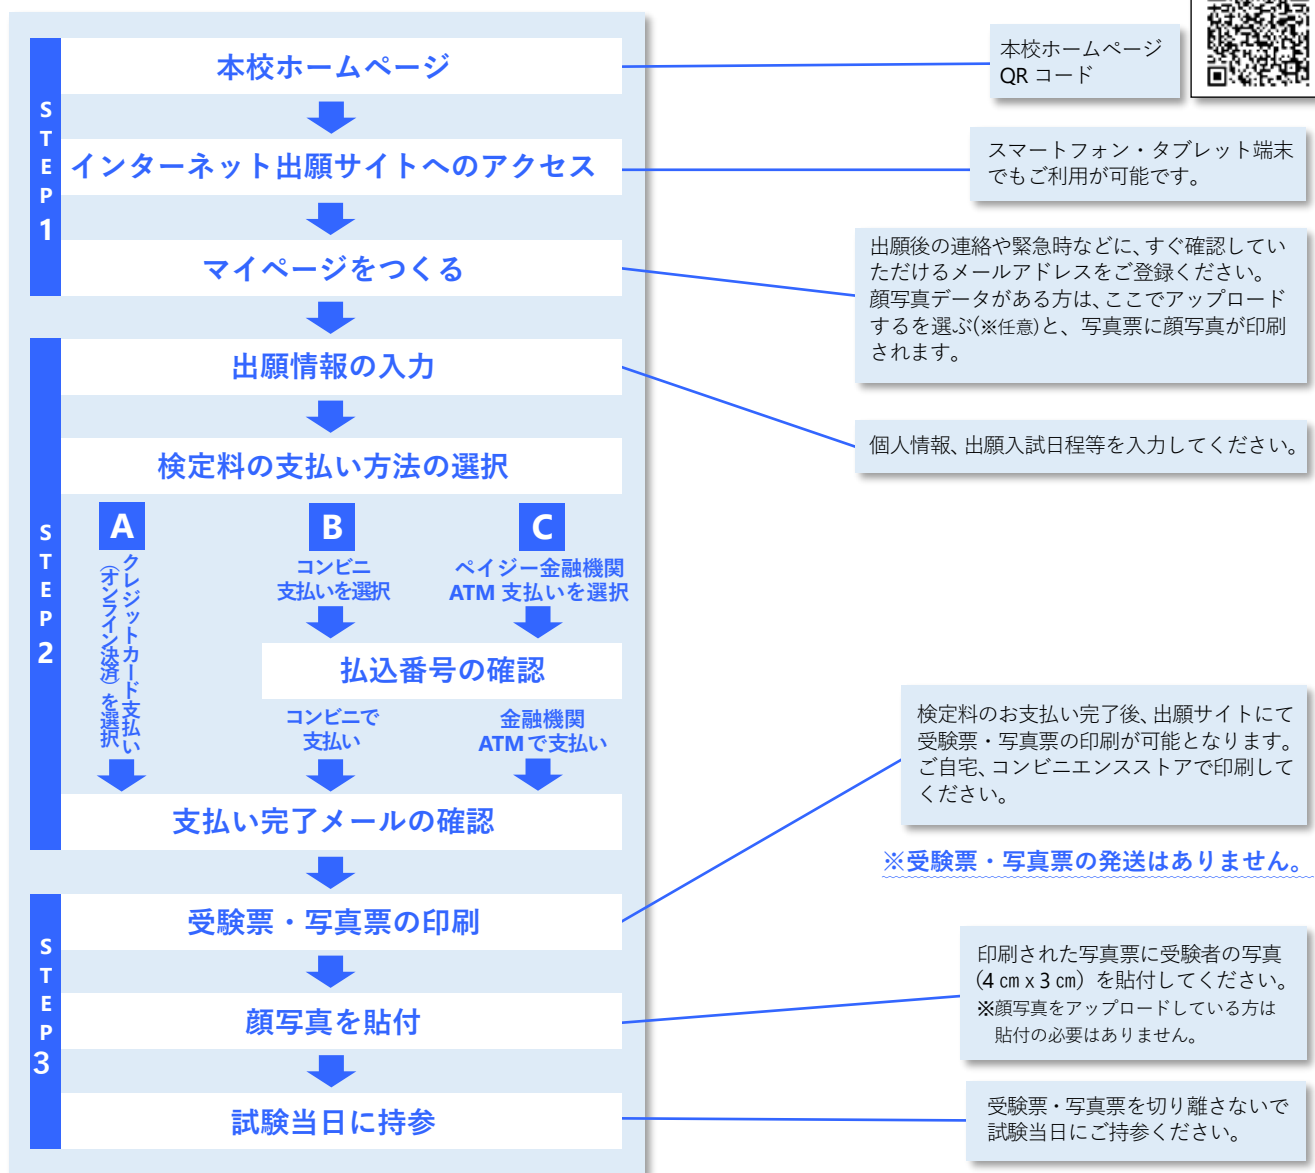 STEP1
本校ホームページ
インターネット出願サイトへのアクセス
マイページをつくる
本校ホームページ
QR コード
スマートフォン・タブレット端末
でもご利用が可能です。
出願後の連絡や緊急時などに、すぐ確認してい
ただけるメールアドレスをご登録ください。
顔写真データがある方は、ここでアップロード
するを選ぶ(※任意)と、写真票に顔写真が印刷
されます。
STEP2
出願情報の入力
個人情報、出願入試日程等を入力してください。
検定料の支払い方法の選択
A
クレジットカード支払い
（オンライン決済）を選択
B
コンビニ
支払いを選択
C
ペイジー金融機関
ATM 支払いを選択
払込番号の確認
コンビニで
支払い
金融機関
ATM で支払い
支払い完了メールの確認
STEP3
受験票・写真票の印刷
検定料のお支払い完了後、出願サイトにて
受験票・写真票の印刷が可能となります。
ご自宅、コンビニエンスストアで印刷して
ください。
※受験票・写真票の発送はありません。
顔写真を貼付
印刷された写真票に受験者の写真
(4 ㎝ x 3 ㎝）を貼付してください。
※顔写真をアップロードしている方は
貼付の必要はありません。
試験当日に持参
受験票・写真票を切り離さないで
試験当日にご持参ください。